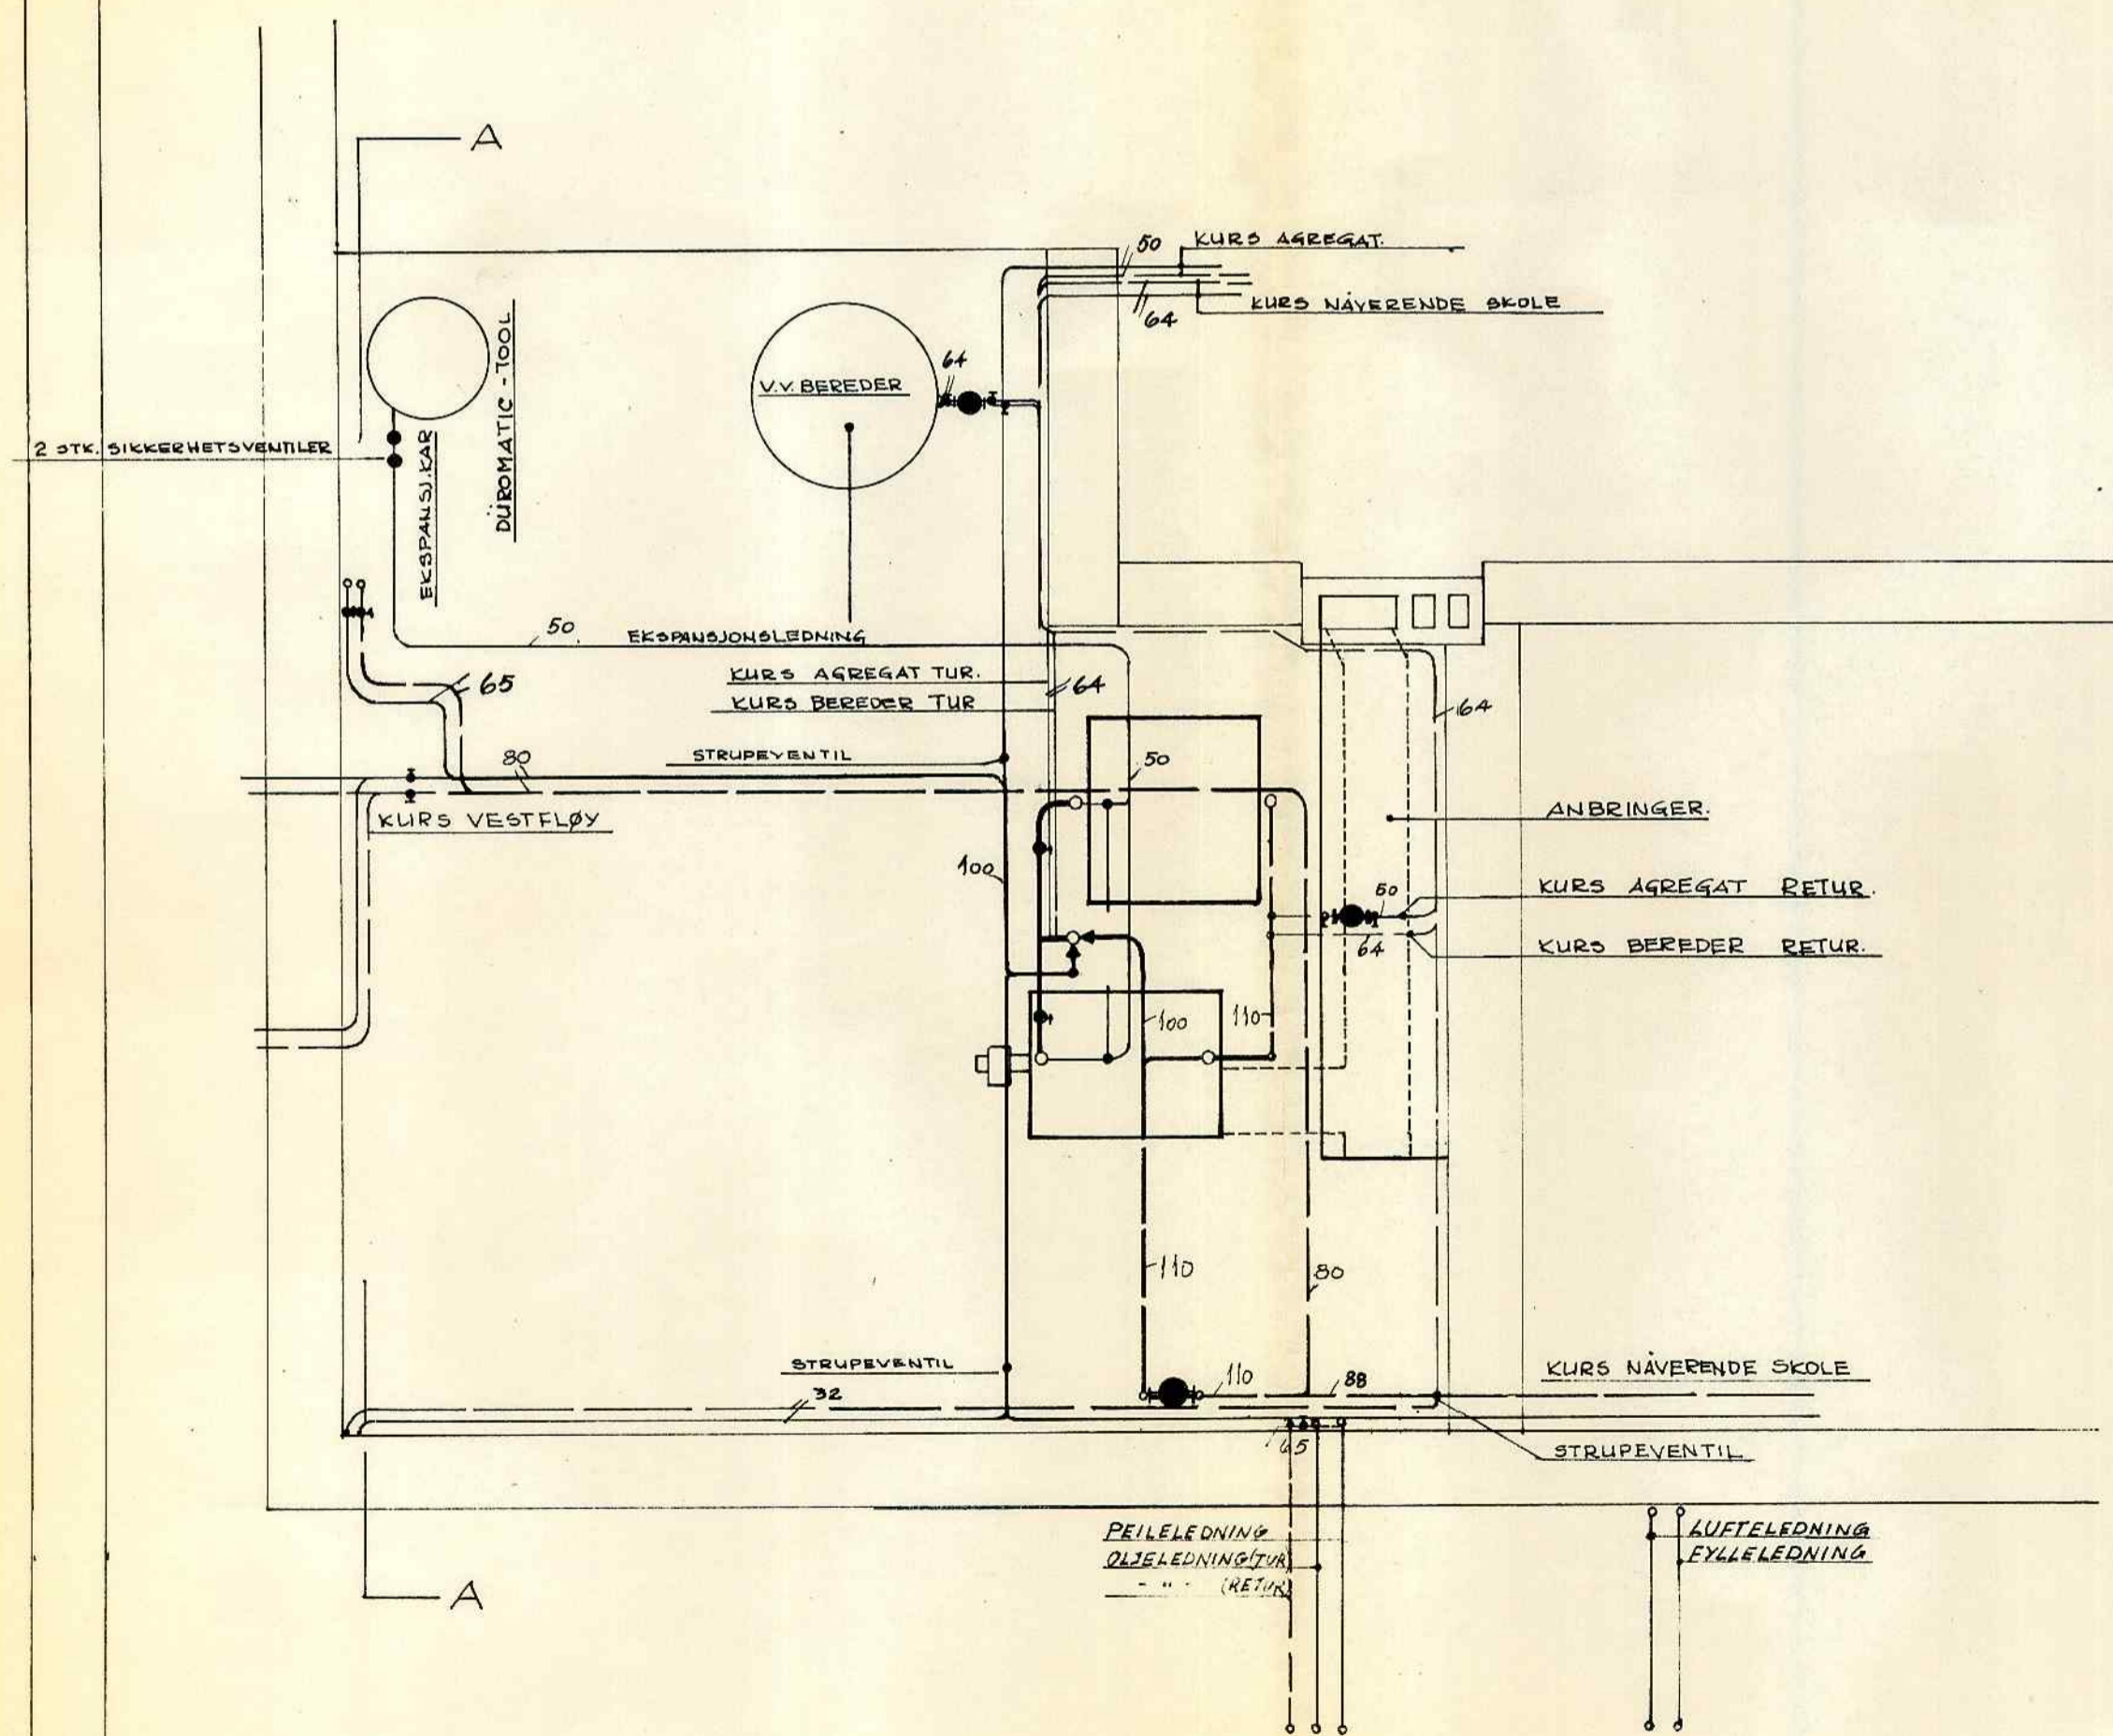 A
50
KURS AGREGAT.
KURS NÅVERENDE SKOLE
64
64
V.V. BEREDER
DÜROMATIC - TOOL
EKSPANSJ.KAR
2 STK. SIKKERHETSVENTILER
50.
EKSPANSJONSLEDNING
KURS AGREGAT TUR.
KURS BEREDER TUR
64
65
64
STRUPEVENTIL
80
50
KURS VESTFLØY
ANBRINGER.
100
50
KURS AGREGAT RETUR.
64
KURS BEREDER RETUR.
100
110
110
80
STRUPEVENTIL
32
110
88
KURS NÅVERENDE SKOLE
65
STRUPEVENTIL
PEILELEDNING
OLJELEDNING(TUR)
- " - (RETUR)
LUFTELEDNING
FYLLELEDNING
A